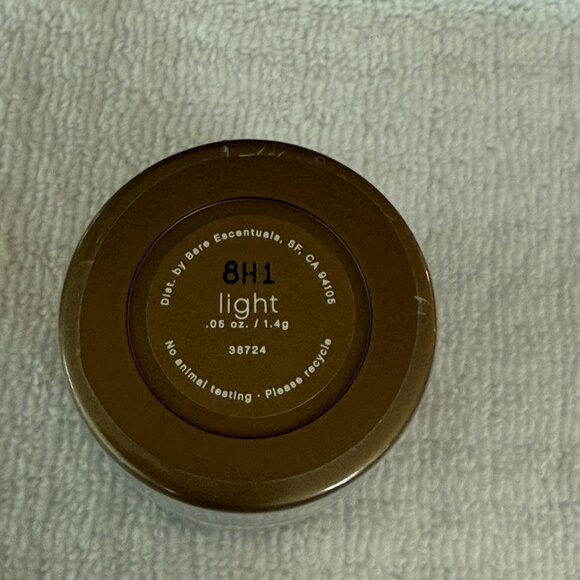 Dist. by Bare Escentuals, SF, CA 94105
8H1
light
.05 oz. / 1.4g
38724
No animal testing · Please recycle